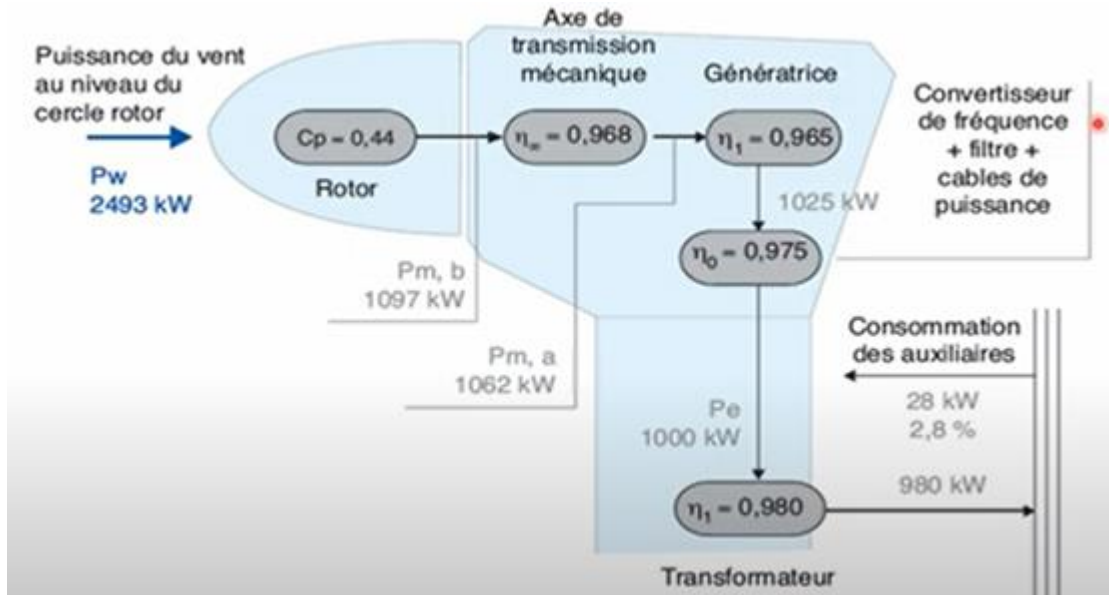 Puissance du vent
au niveau du
cercle rotor
Pw
2493 kW
Cp = 0,44
Rotor
Axe de
transmission
mécanique
η = 0,968
Génératrice
η1 = 0,965
1025 kW
η0 = 0,975
Convertisseur
de fréquence
+ filtre +
cables de
puissance
Pm, b
1097 kW
Pm, a
1062 kW
Pe
1000 kW
Consommation
des auxiliaires
28 kW
2,8 %
980 kW
η1 = 0,980
Transformateur